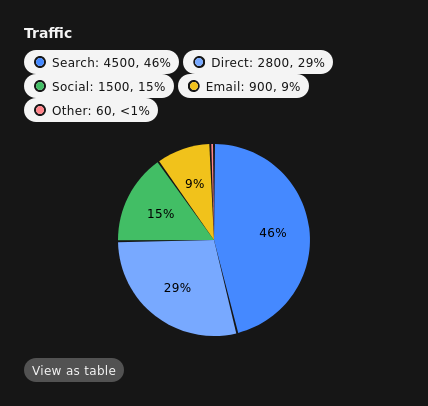 Traffic
Search: 4500, 46% Direct: 2800, 29%
Social: 1500, 15% Email: 900, 9%
Other: 60, <1%
9%
46%
15%
29%
View as table